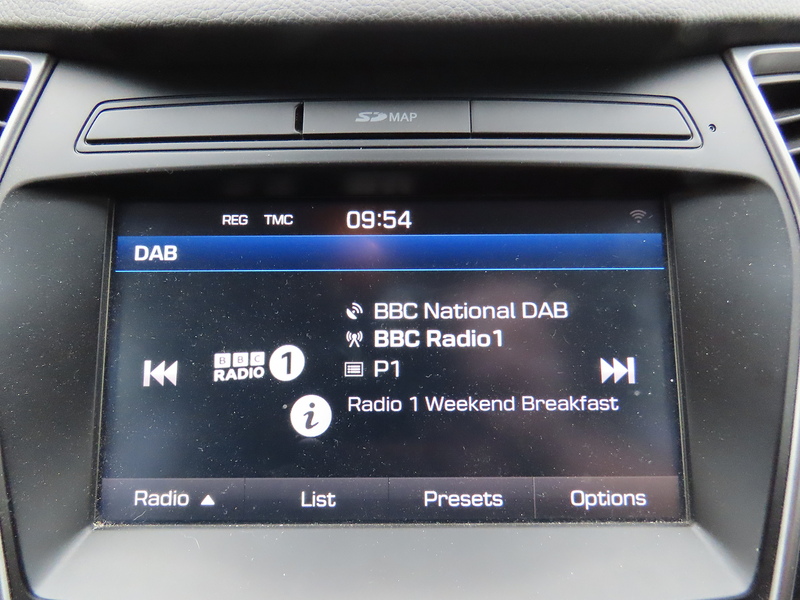 SD MAP
REG TMC 09:54
DAB
BBC National DAB
BBC Radio1
BBC
RADIO 1
P1
i
Radio 1 Weekend Breakfast
Radio List Presets Options